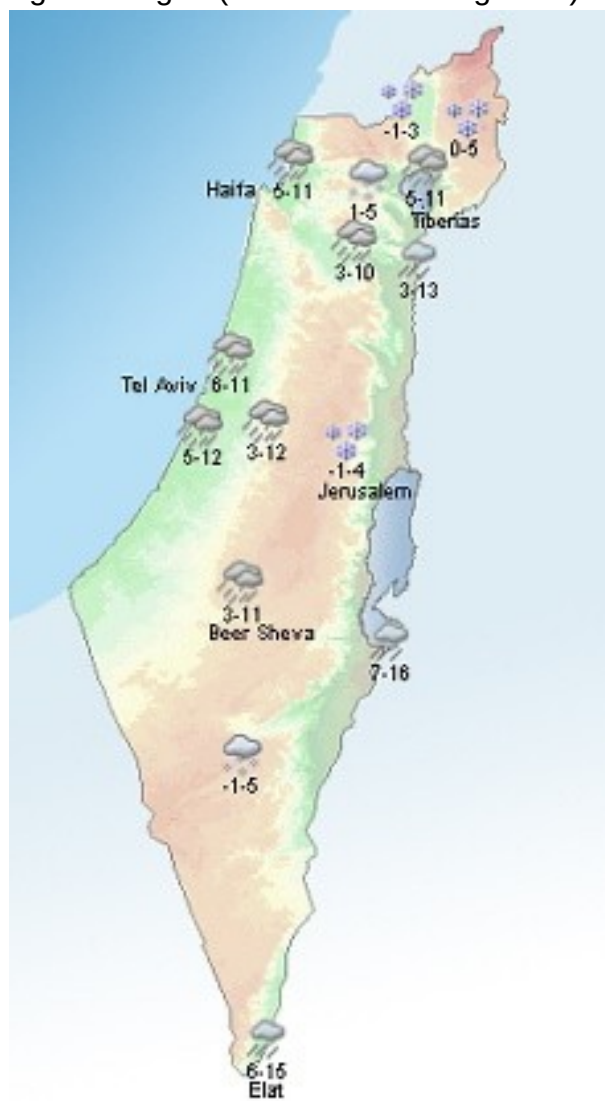 -1-3
0-5
Haifa 6-11
1-5
5-11
Tiberias
3-10
3-13
Tel Aviv 6-11
5-12
3-12
-1-4
Jerusalem
3-11
Beer Sheva
7-16
-1-5
6-15
Elat